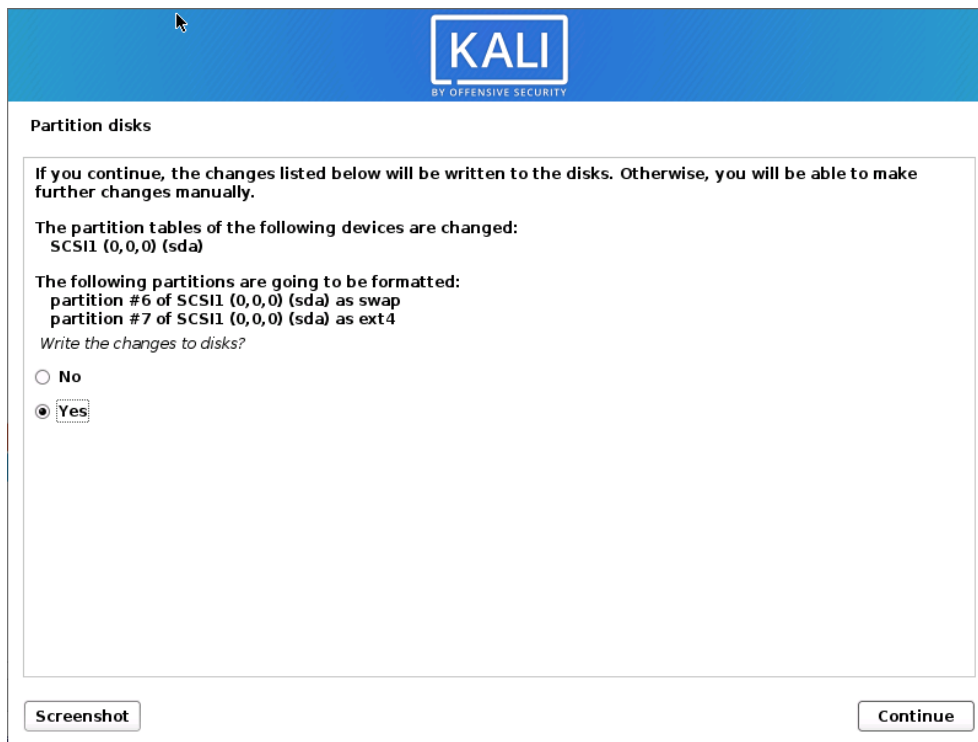 KALI
BY OFFENSIVE SECURITY
Partition disks
If you continue, the changes listed below will be written to the disks. Otherwise, you will be able to make
further changes manually.
The partition tables of the following devices are changed:
SCSI1 (0,0,0) (sda)
The following partitions are going to be formatted:
partition #6 of SCSI1 (0,0,0) (sda) as swap
partition #7 of SCSI1 (0,0,0) (sda) as ext4
Write the changes to disks?
No
Yes
Screenshot
Continue